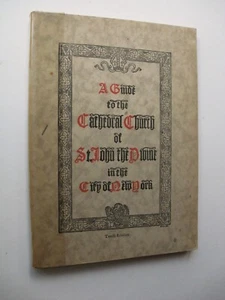 A Guide
to the
Cathedral Church
of
St. John the Divine
in the
City of New York